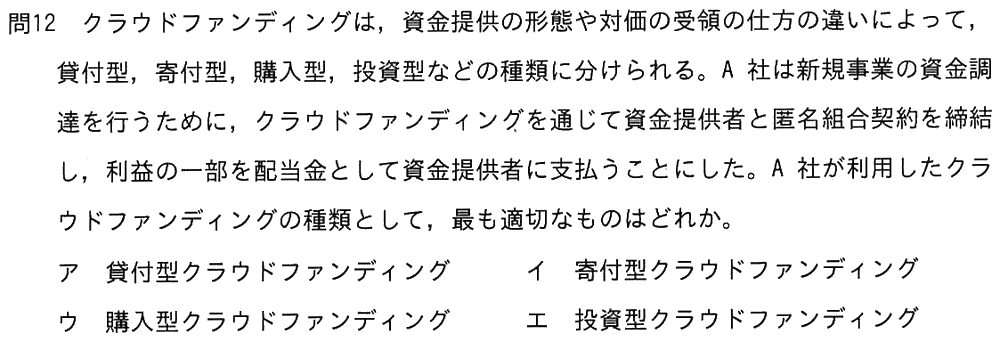 問12　クラウドファンディングは，資金提供の形態や対価の受領の仕方の違いによって，
貸付型，寄付型，購入型，投資型などの種類に分けられる。A 社は新規事業の資金調
達を行うために，クラウドファンディングを通じて資金提供者と匿名組合契約を締結
し，利益の一部を配当金として資金提供者に支払うことにした。A 社が利用したクラ
ウドファンディングの種類として，最も適切なものはどれか。
ア　貸付型クラウドファンディング　　　イ　寄付型クラウドファンディング
ウ　購入型クラウドファンディング　　　エ　投資型クラウドファンディング